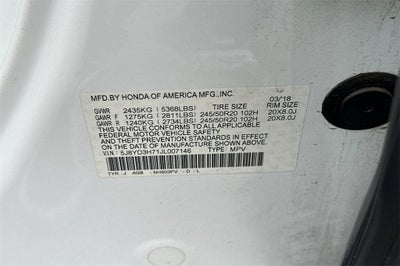 MFD.BY HONDA OF AMERICA MFG.,INC. 03/18
GVWR 2435KG ( 5368LBS) TIRE SIZE RIM SIZE
GAWR F. 1275KG ( 2811LBS) 245/50R20 102H 20X8.0J
GAWR R. 1240KG ( 2734LBS) 245/50R20 102H 20X8.0J
THIS VEHICLE CONFORMS TO ALL APPLICABLE
FEDERAL MOTOR VEHICLE SAFETY
AND THEFT PREVENTION STANDARDS IN EFFECT
ON THE DATE OF MANUFACTURE SHOWN ABOVE.
V.I.N.: 5J8YD3H71JL007146 TYPE: MPV
TYR - J AG8 NH603PV - D - L